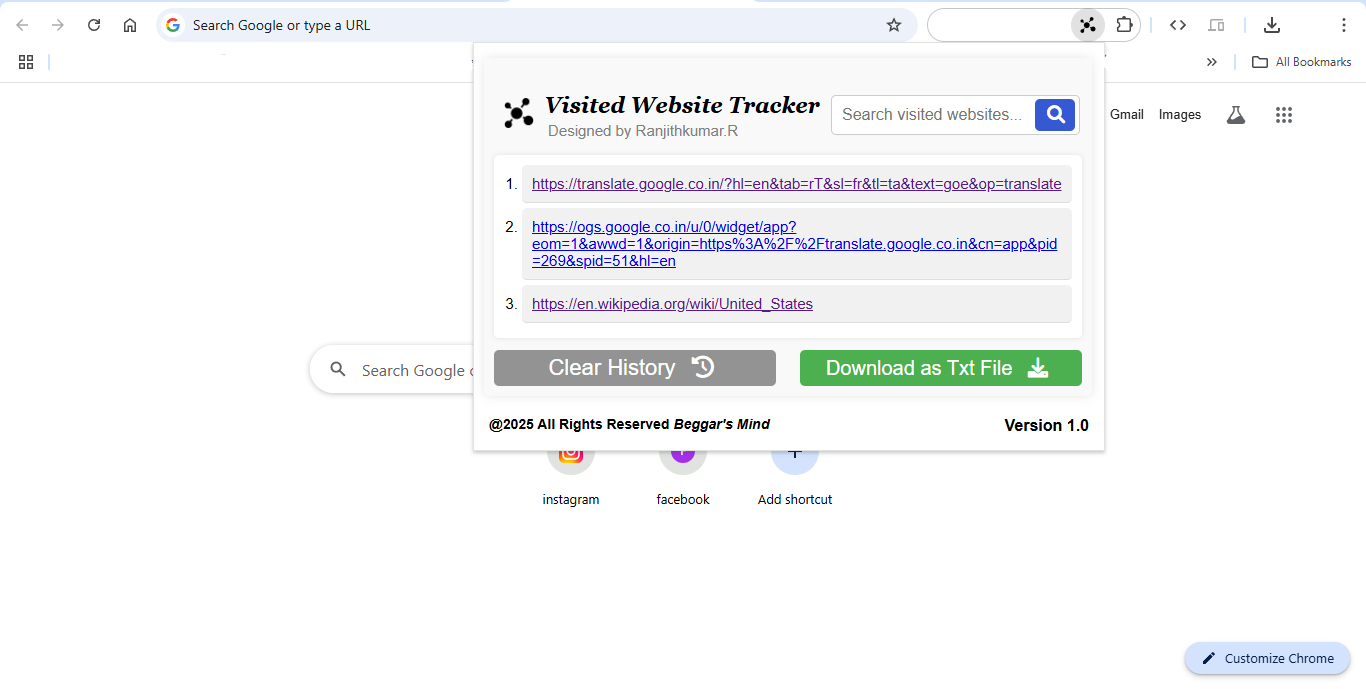 Search Google or type a URL
All Bookmarks
Visited Website Tracker
Designed by Ranjithkumar.R
Search visited websites...
Gmail
Images
1. https://translate.google.co.in/?hl=en&tab=rT&sl=fr&tl=ta&text=goe&op=translate
2. https://ogs.google.co.in/u/0/widget/app?
eom=1&awwd=1&origin=https%3A%2F%2Ftranslate.google.co.in&cn=app&pid
=269&spid=51&hl=en
3. https://en.wikipedia.org/wiki/United_States
Clear History
Download as Txt File
Search Google
@2025 All Rights Reserved Beggar's Mind
Version 1.0
instagram
facebook
Add shortcut
Customize Chrome